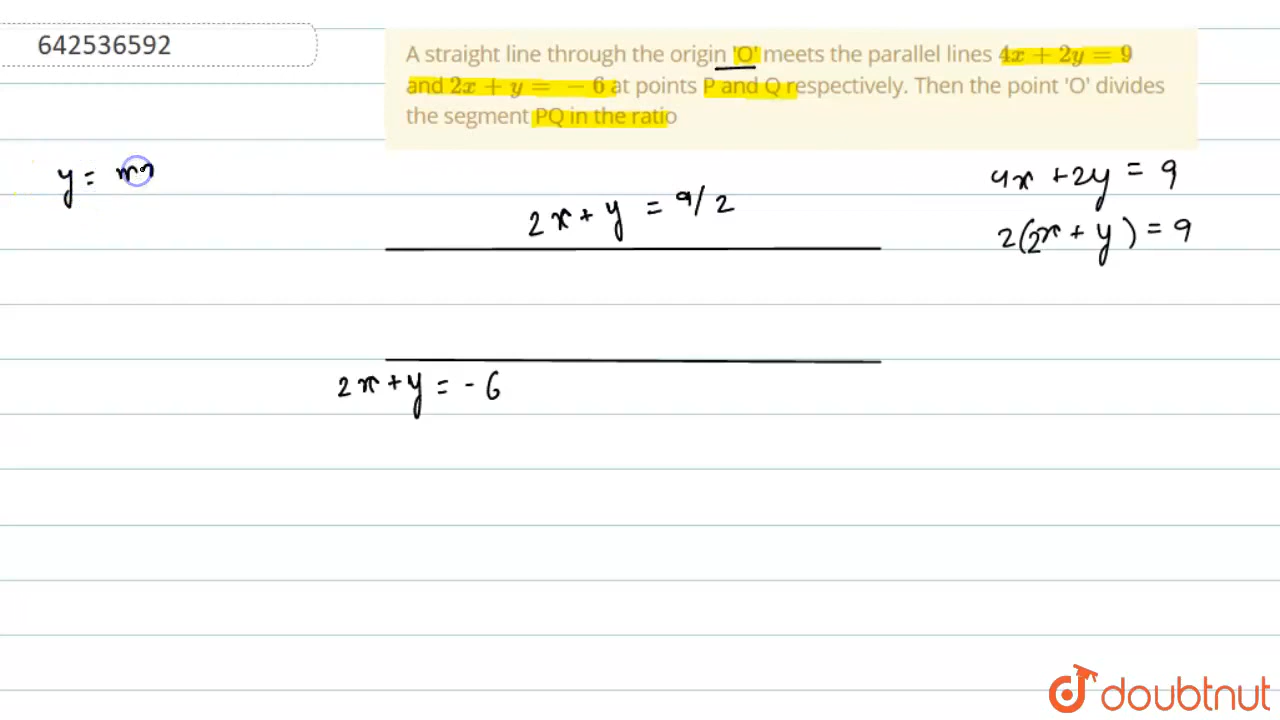 642536592
A straight line through the origin 'O' meets the parallel lines 4x + 2y = 9
and 2x + y = − 6 at points P and Q respectively. Then the point 'O' divides
the segment PQ in the ratio
y = mx
4x + 2y = 9
2x + y = 9/2
2(2x + y) = 9
2x + y = - 6
doubtnut